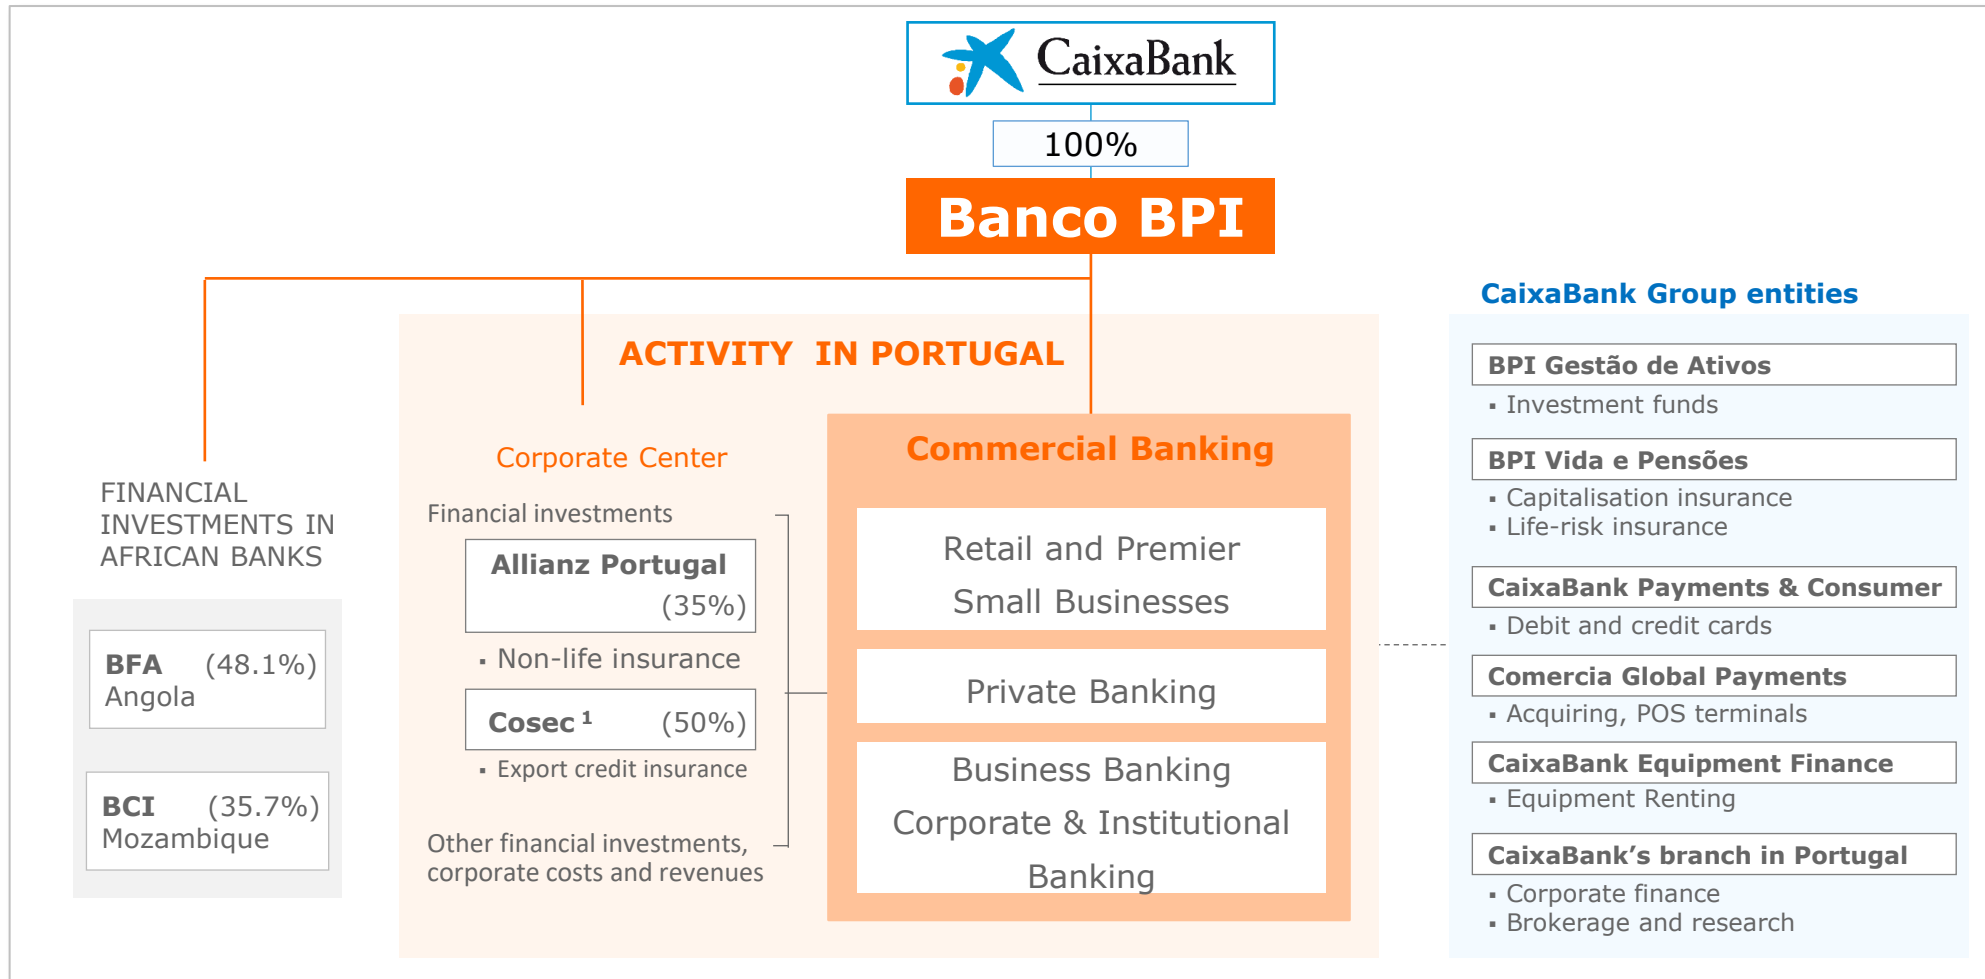 CaixaBank
100%
Banco BPI
FINANCIAL
INVESTMENTS IN
AFRICAN BANKS
BFA (48.1%)
Angola
BCI (35.7%)
Mozambique
ACTIVITY IN PORTUGAL
Corporate Center
Financial investments
Allianz Portugal
(35%)
▪ Non-life insurance
Cosec ¹ (50%)
▪ Export credit insurance
Other financial investments,
corporate costs and revenues
Commercial Banking
Retail and Premier
Small Businesses
Private Banking
Business Banking
Corporate & Institutional
Banking
CaixaBank Group entities
BPI Gestão de Ativos
▪ Investment funds
BPI Vida e Pensões
▪ Capitalisation insurance
▪ Life-risk insurance
CaixaBank Payments & Consumer
▪ Debit and credit cards
Comercia Global Payments
▪ Acquiring, POS terminals
CaixaBank Equipment Finance
▪ Equipment Renting
CaixaBank’s branch in Portugal
▪ Corporate finance
▪ Brokerage and research